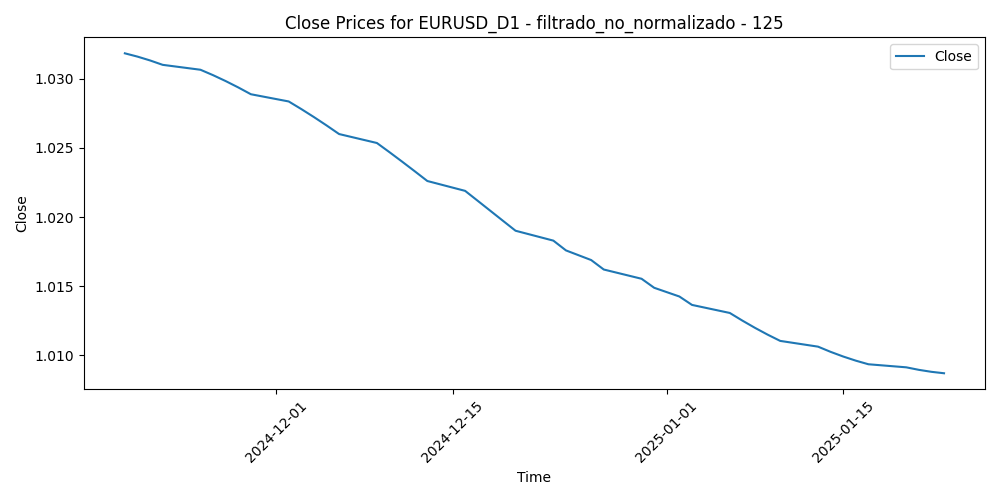 Close Prices for EURUSD_D1 - filtrado_no_normalizado - 125
Close
1.030
1.025
1.020
1.015
1.010
Close
2024-12-01
2024-12-15
2025-01-01
2025-01-15
Time